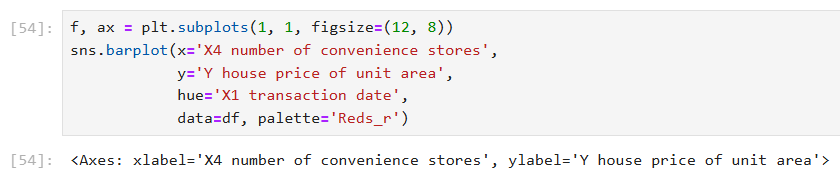 [54]: f, ax = plt.subplots(1, 1, figsize=(12, 8))
sns.barplot(x='X4 number of convenience stores',
y='Y house price of unit area',
hue='X1 transaction date',
data=df, palette='Reds_r')
[54]: <Axes: xlabel='X4 number of convenience stores', ylabel='Y house price of unit area'>